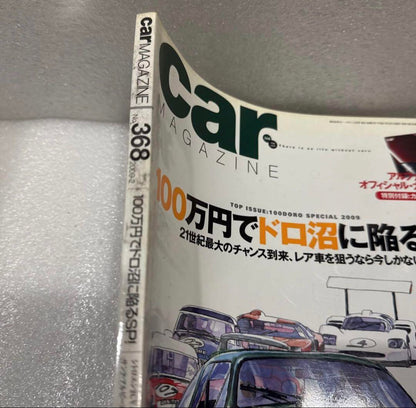 car MAGAZINE
No. 368
100万円でドロ沼に陥るSP!
car
MAGAZINE
there is no life without cars
オフィシャル
特別付録
TOP ISSUE:100DORO SPECIAL 2009
100万円でドロ沼に陥る
21世紀最大のチャンス到来、レア車を狙うなら今しかない
4